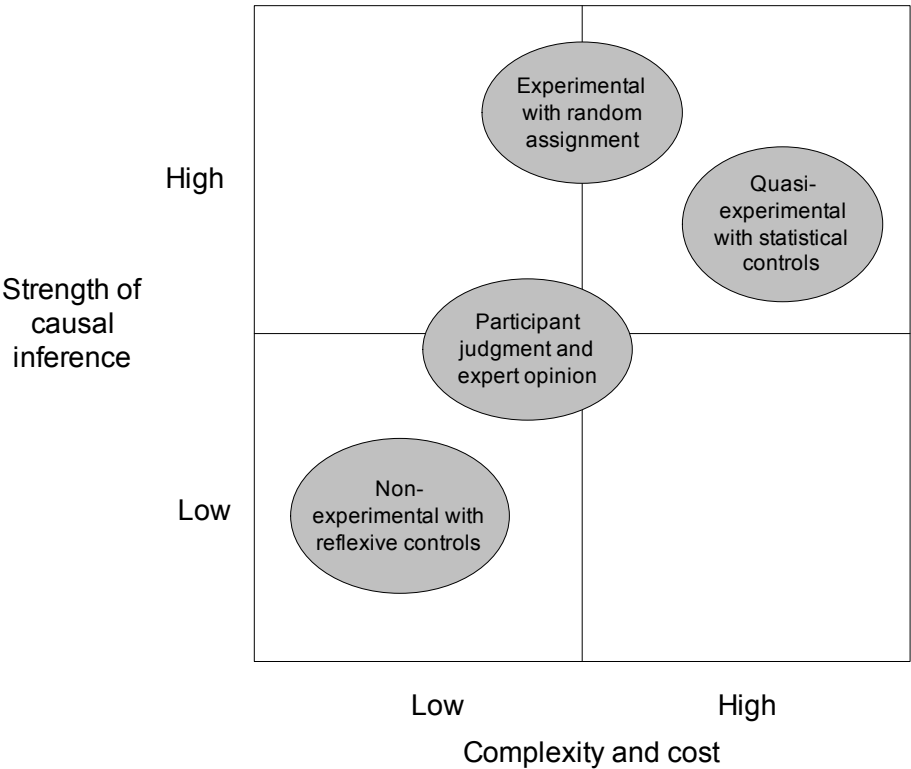 Experimental
with random
assignment
High
Quasi-
experimental
with statistical
controls
Strength of
causal
inference
Participant
judgment and
expert opinion
Low
Non-
experimental with
reflexive controls
Low
High
Complexity and cost